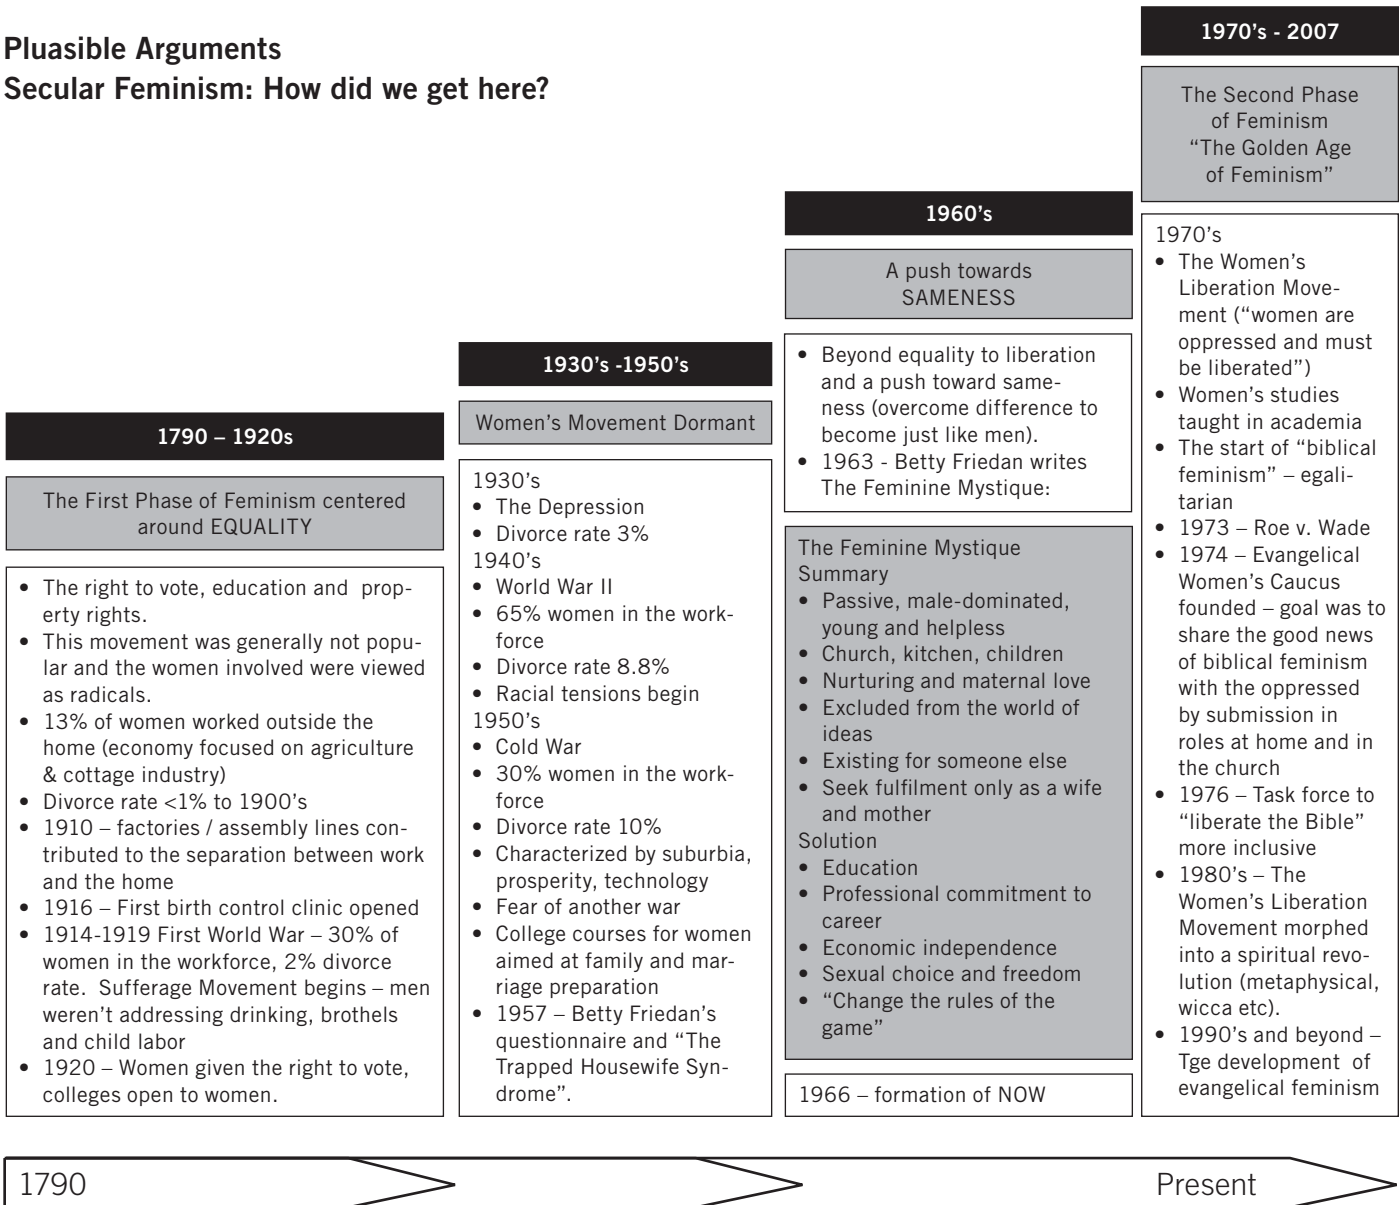 Pluasible Arguments
Secular Feminism: How did we get here?
1790 – 1920s
The First Phase of Feminism centered
around EQUALITY
• The right to vote, education and prop-
erty rights.
• This movement was generally not popu-
lar and the women involved were viewed
as radicals.
• 13% of women worked outside the
home (economy focused on agriculture
& cottage industry)
• Divorce rate <1% to 1900's
• 1910 – factories / assembly lines con-
tributed to the separation between work
and the home
• 1916 – First birth control clinic opened
• 1914-1919 First World War – 30% of
women in the workforce, 2% divorce
rate. Sufferage Movement begins – men
weren't addressing drinking, brothels
and child labor
• 1920 – Women given the right to vote,
colleges open to women.
1930's -1950's
Women's Movement Dormant
1930's
• The Depression
• Divorce rate 3%
1940's
• World War II
• 65% women in the work-
force
• Divorce rate 8.8%
• Racial tensions begin
1950's
• Cold War
• 30% women in the work-
force
• Divorce rate 10%
• Characterized by suburbia,
prosperity, technology
• Fear of another war
• College courses for women
aimed at family and mar-
riage preparation
• 1957 – Betty Friedan's
questionnaire and “The
Trapped Housewife Syn-
drome”.
1960's
A push towards
SAMENESS
• Beyond equality to liberation
and a push toward same-
ness (overcome difference to
become just like men).
• 1963 - Betty Friedan writes
The Feminine Mystique:
The Feminine Mystique
Summary
• Passive, male-dominated,
young and helpless
• Church, kitchen, children
• Nurturing and maternal love
• Excluded from the world of
ideas
• Existing for someone else
• Seek fulfilment only as a wife
and mother
Solution
• Education
• Professional commitment to
career
• Economic independence
• Sexual choice and freedom
• “Change the rules of the
game”
1966 – formation of NOW
1970's - 2007
The Second Phase
of Feminism
“The Golden Age
of Feminism”
1970's
• The Women's
Liberation Move-
ment (“women are
oppressed and must
be liberated”)
• Women's studies
taught in academia
• The start of “biblical
feminism” – egali-
tarian
• 1973 – Roe v. Wade
• 1974 – Evangelical
Women's Caucus
founded – goal was to
share the good news
of biblical feminism
with the oppressed
by submission in
roles at home and in
the church
• 1976 – Task force to
“liberate the Bible”
more inclusive
• 1980's – The
Women's Liberation
Movement morphed
into a spiritual revo-
lution (metaphysical,
wicca etc).
• 1990's and beyond –
Tge development of
evangelical feminism
1790
Present